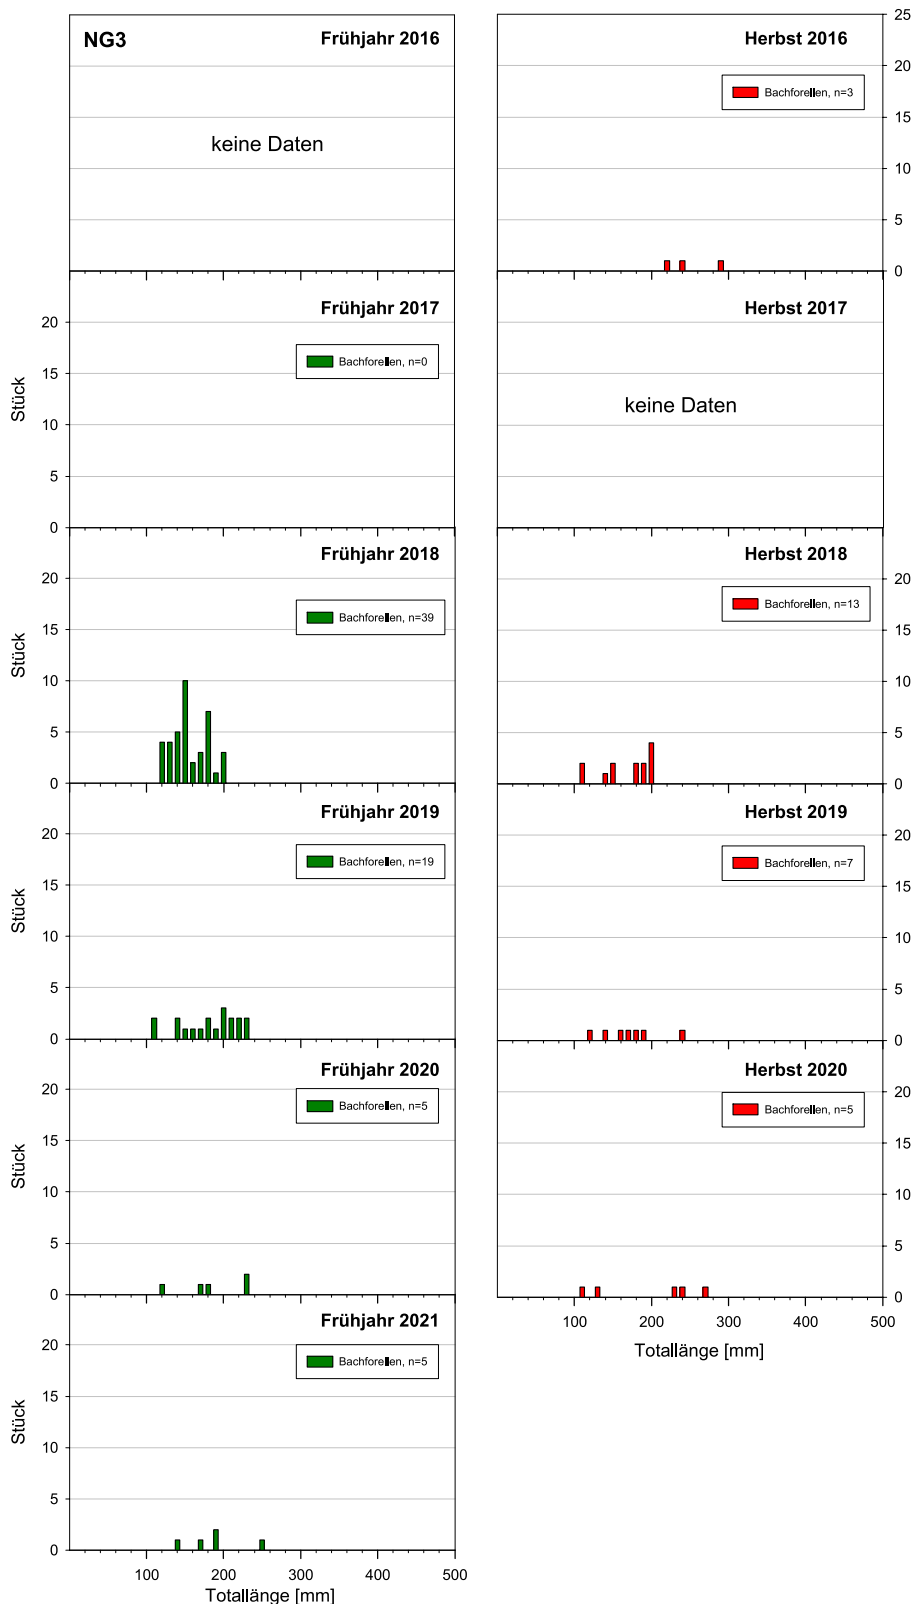 NG3
Frühjahr 2016
keine Daten
Frühjahr 2017
Bachforellen, n=0
20
15
10
5
0
Stück
Frühjahr 2018
Bachforellen, n=39
20
15
10
5
0
Stück
Frühjahr 2019
Bachforellen, n=19
20
15
10
5
0
Stück
Frühjahr 2020
Bachforellen, n=5
20
15
10
5
0
Stück
Frühjahr 2021
Bachforellen, n=5
20
15
10
5
0
Stück
100 200 300 400 500
Totallänge [mm]
Herbst 2016
Bachforellen, n=3
25
20
15
10
5
0
Herbst 2017
keine Daten
Herbst 2018
Bachforellen, n=13
20
15
10
5
0
Herbst 2019
Bachforellen, n=7
20
15
10
5
0
Herbst 2020
Bachforellen, n=5
20
15
10
5
0
100 200 300 400 500
Totallänge [mm]